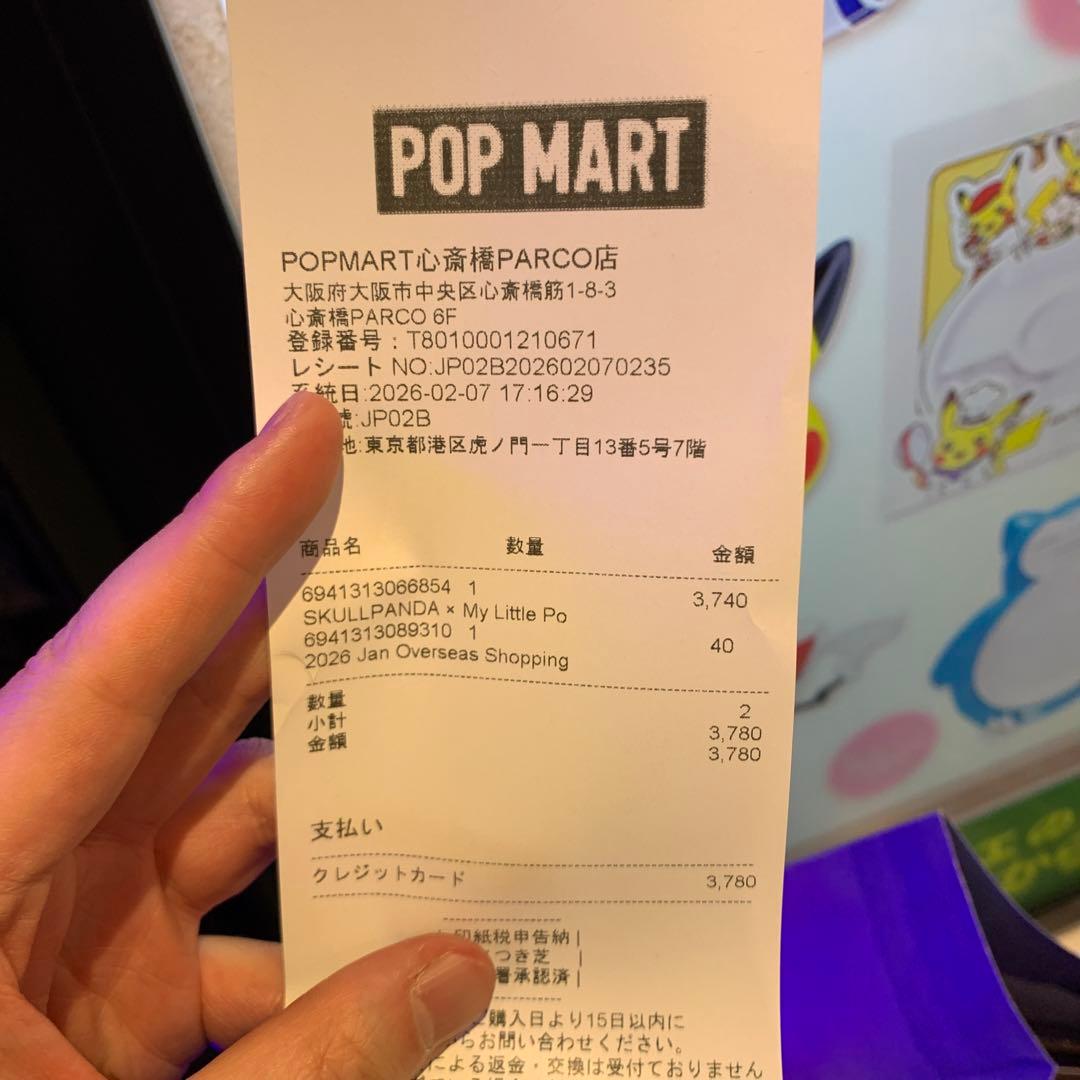 POP MART
POPMART心斎橋PARCO店
大阪府大阪市中央区心斎橋筋1-8-3
心斎橋PARCO 6F
登録番号：T8010001210671
レシート NO:JP02B202602070235
系統日:2026-02-07 17:16:29
號:JP02B
地:東京都港区虎ノ門一丁目13番5号7階
商品名 数量 金額
6941313066854 1 3,740
SKULLPANDA × My Little Po
6941313089310 1 40
2026 Jan Overseas Shopping
数量 2
小計 3,780
金額 3,780
支払い
クレジットカード 3,780
印紙税申告納
つき芝
署承認済
購入日より15日以内に
らお問い合わせください。
による返金・交換は受付ておりません